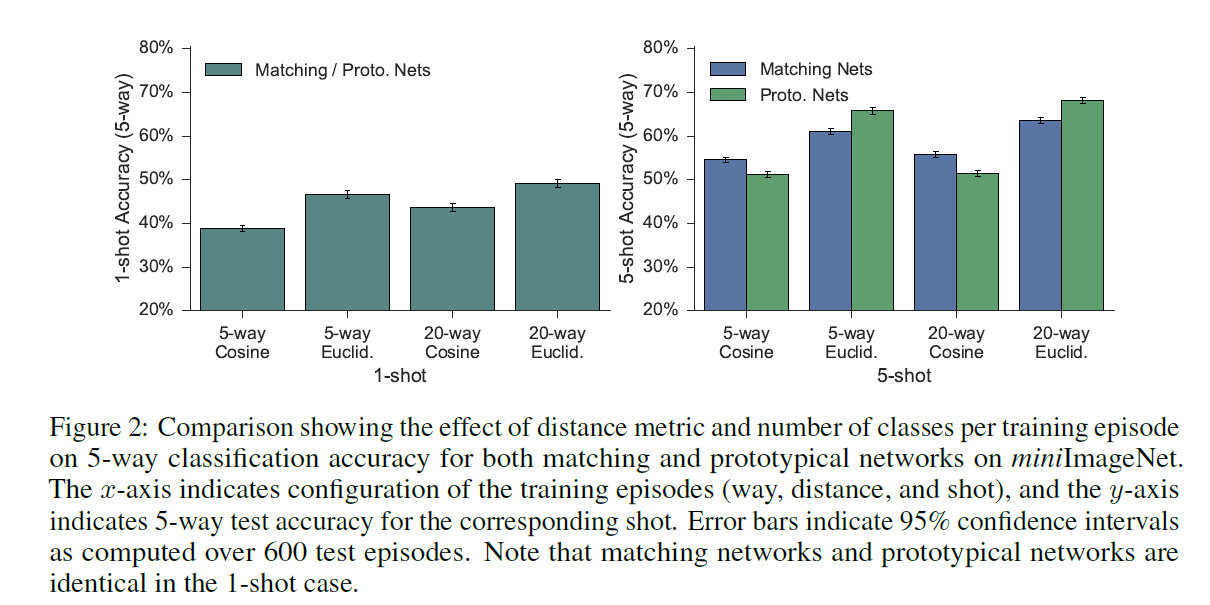 80%
70%
60%
50%
40%
30%
20%
1-shot Accuracy (5-way)
Matching / Proto. Nets
5-way
Cosine
5-way
Euclid.
20-way
Cosine
20-way
Euclid.
1-shot
80%
70%
60%
50%
40%
30%
20%
5-shot Accuracy (5-way)
Matching Nets
Proto. Nets
5-way
Cosine
5-way
Euclid.
20-way
Cosine
20-way
Euclid.
5-shot
Figure 2: Comparison showing the effect of distance metric and number of classes per training episode
on 5-way classification accuracy for both matching and prototypical networks on miniImageNet.
The x-axis indicates configuration of the training episodes (way, distance, and shot), and the y-axis
indicates 5-way test accuracy for the corresponding shot. Error bars indicate 95% confidence intervals
as computed over 600 test episodes. Note that matching networks and prototypical networks are
identical in the 1-shot case.